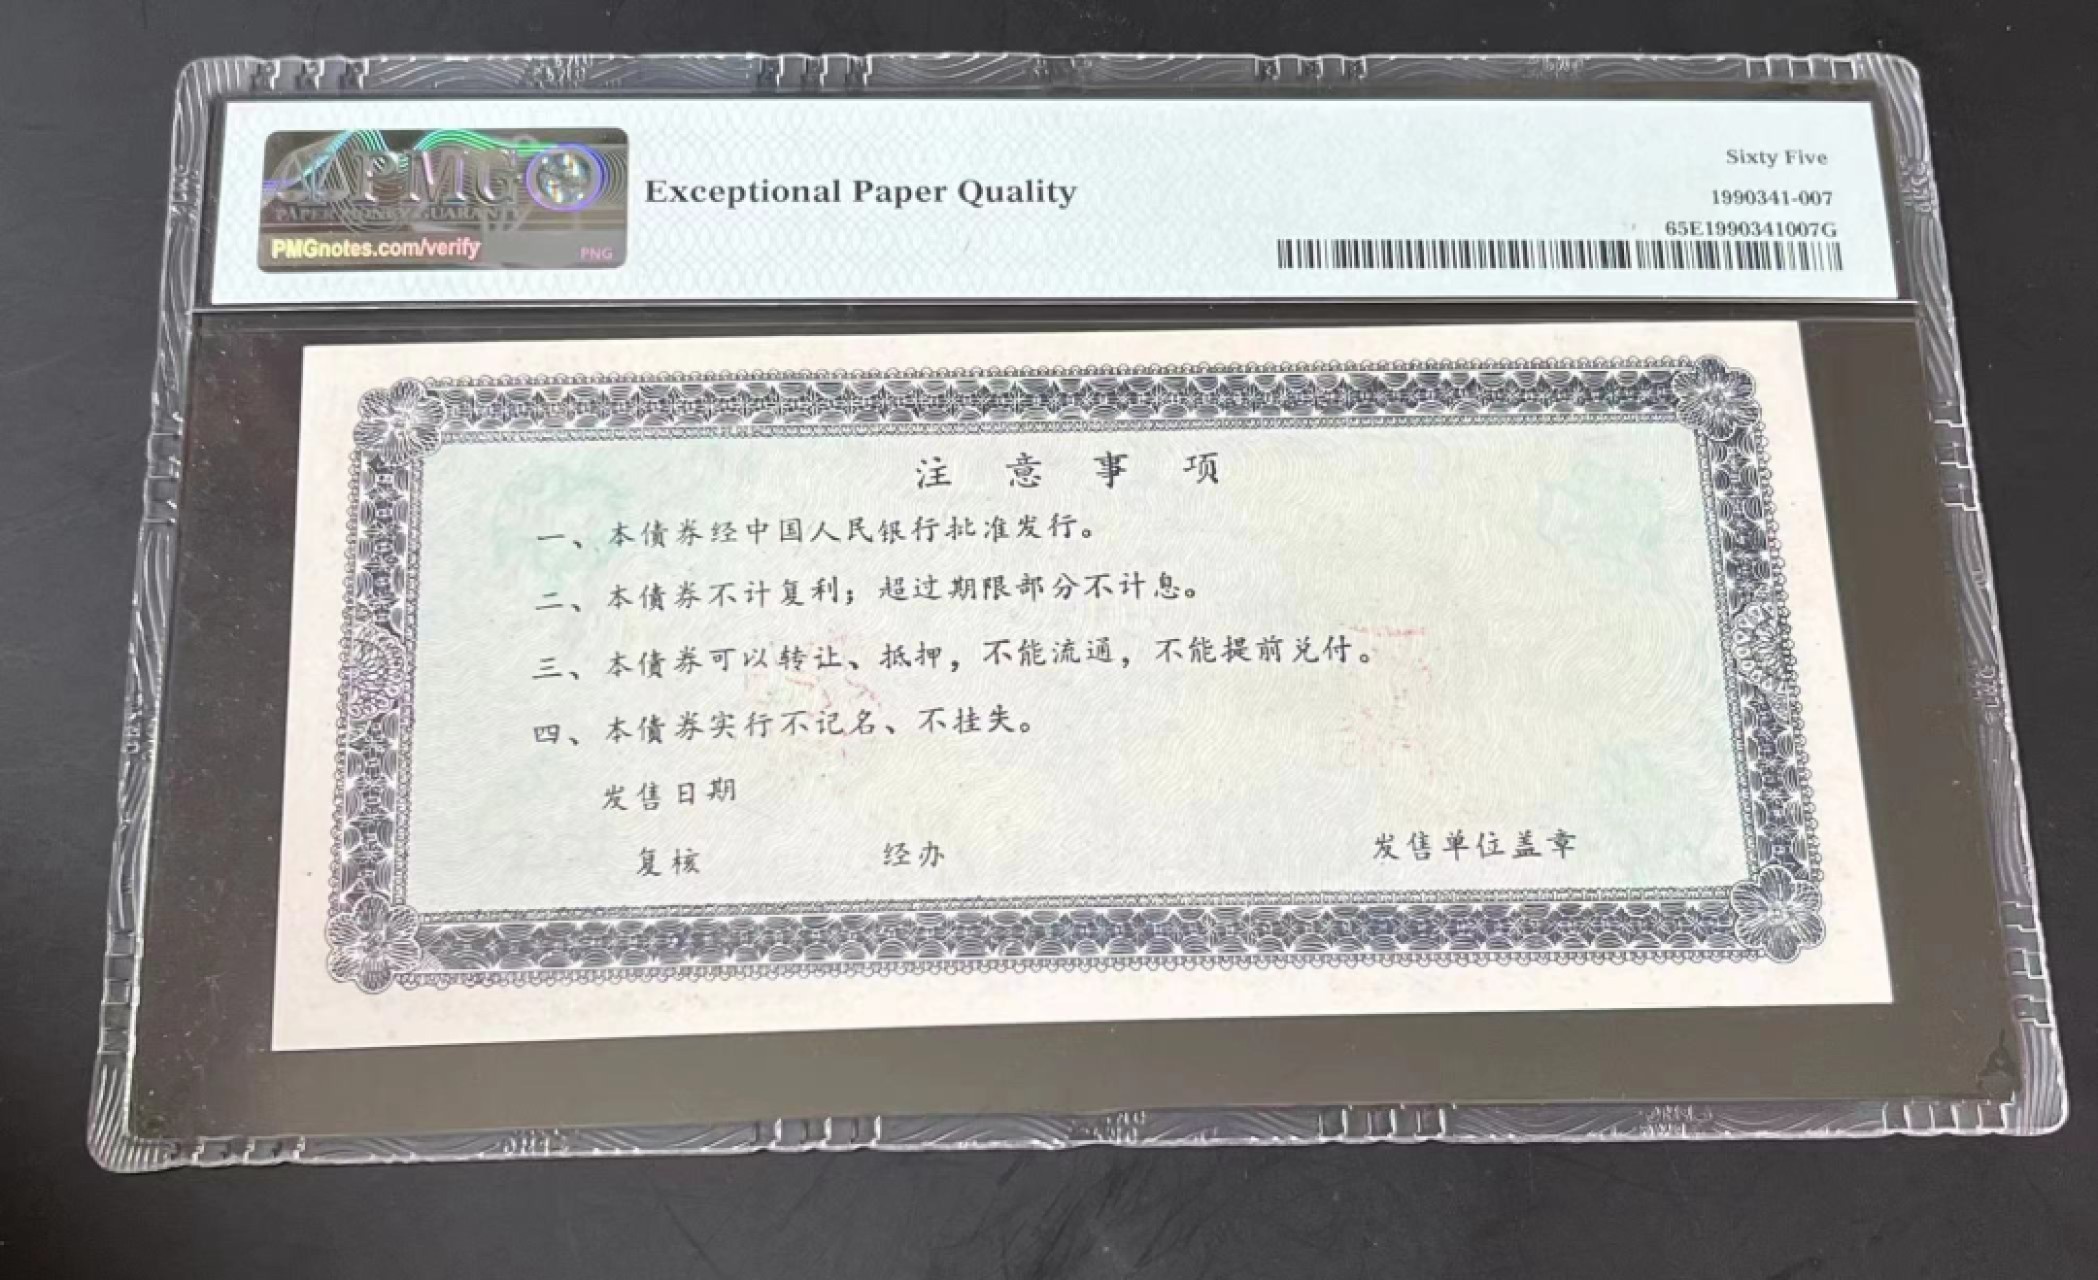 PMG
PAPER MONEY GUARANTY
PMGnotes.com/verify
PNG
Exceptional Paper Quality
Sixty Five
1990341-007
65E1990341007G
注意事项
一、本债券经中国人民银行批准发行。
二、本债券不计复利；超过期限部分不计息。
三、本债券可以转让、抵押，不能流通，不能提前兑付。
四、本债券实行不记名、不挂失。
发售日期
复核 经办 发售单位盖章